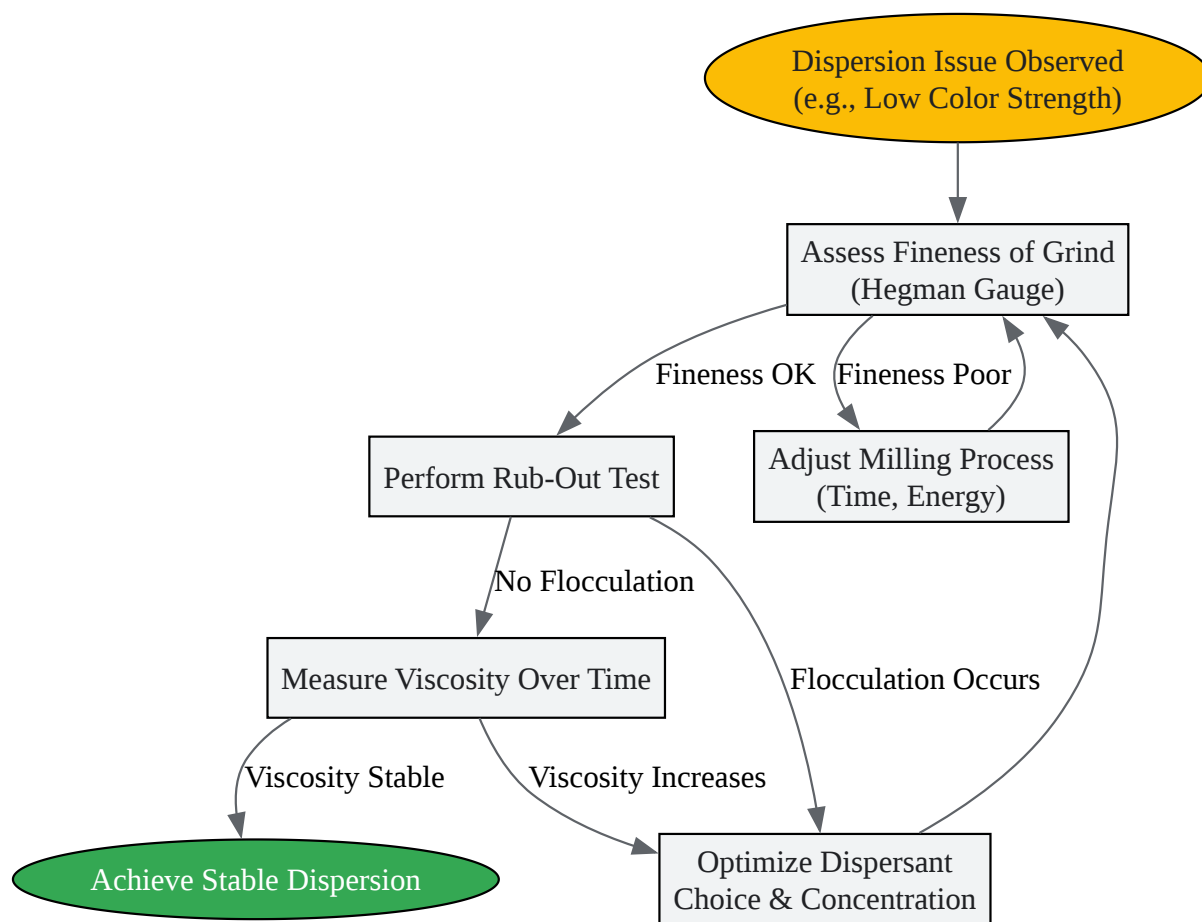 Dispersion Issue Observed
(e.g., Low Color Strength)
Assess Fineness of Grind
(Hegman Gauge)
Fineness OK
Fineness Poor
Perform Rub-Out Test
Adjust Milling Process
(Time, Energy)
No Flocculation
Measure Viscosity Over Time
Flocculation Occurs
Viscosity Stable
Viscosity Increases
Achieve Stable Dispersion
Optimize Dispersant
Choice & Concentration